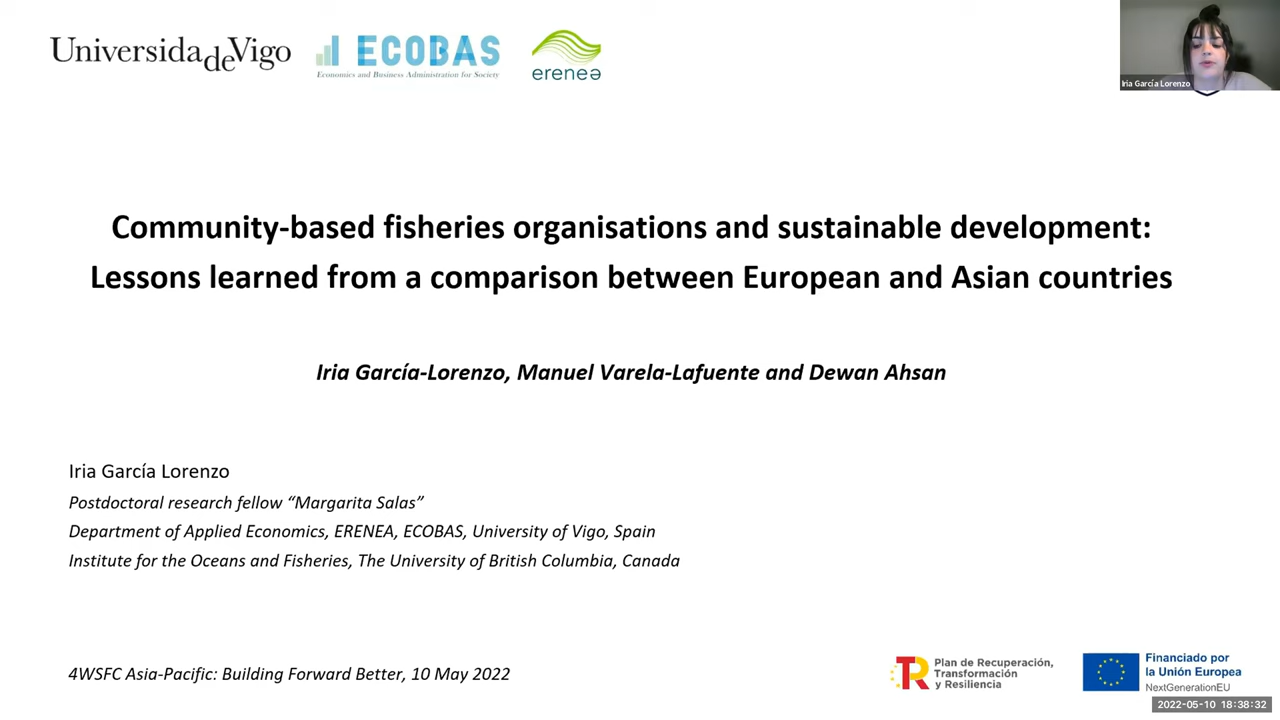 Universidade Vigo
ECOBAS
Economics and Business Administration for Society
erenea
Iria García Lorenzo
Community-based fisheries organisations and sustainable development:
Lessons learned from a comparison between European and Asian countries
Iria García-Lorenzo, Manuel Varela-Lafuente and Dewan Ahsan
Iria García Lorenzo
Postdoctoral research fellow “Margarita Salas”
Department of Applied Economics, ERENEA, ECOBAS, University of Vigo, Spain
Institute for the Oceans and Fisheries, The University of British Columbia, Canada
4WSFC Asia-Pacific: Building Forward Better, 10 May 2022
TR
Plan de Recuperación,
Transformación
y Resiliencia
Financiado por
la Unión Europea
NextGenerationEU
2022-05-10 18:38:32